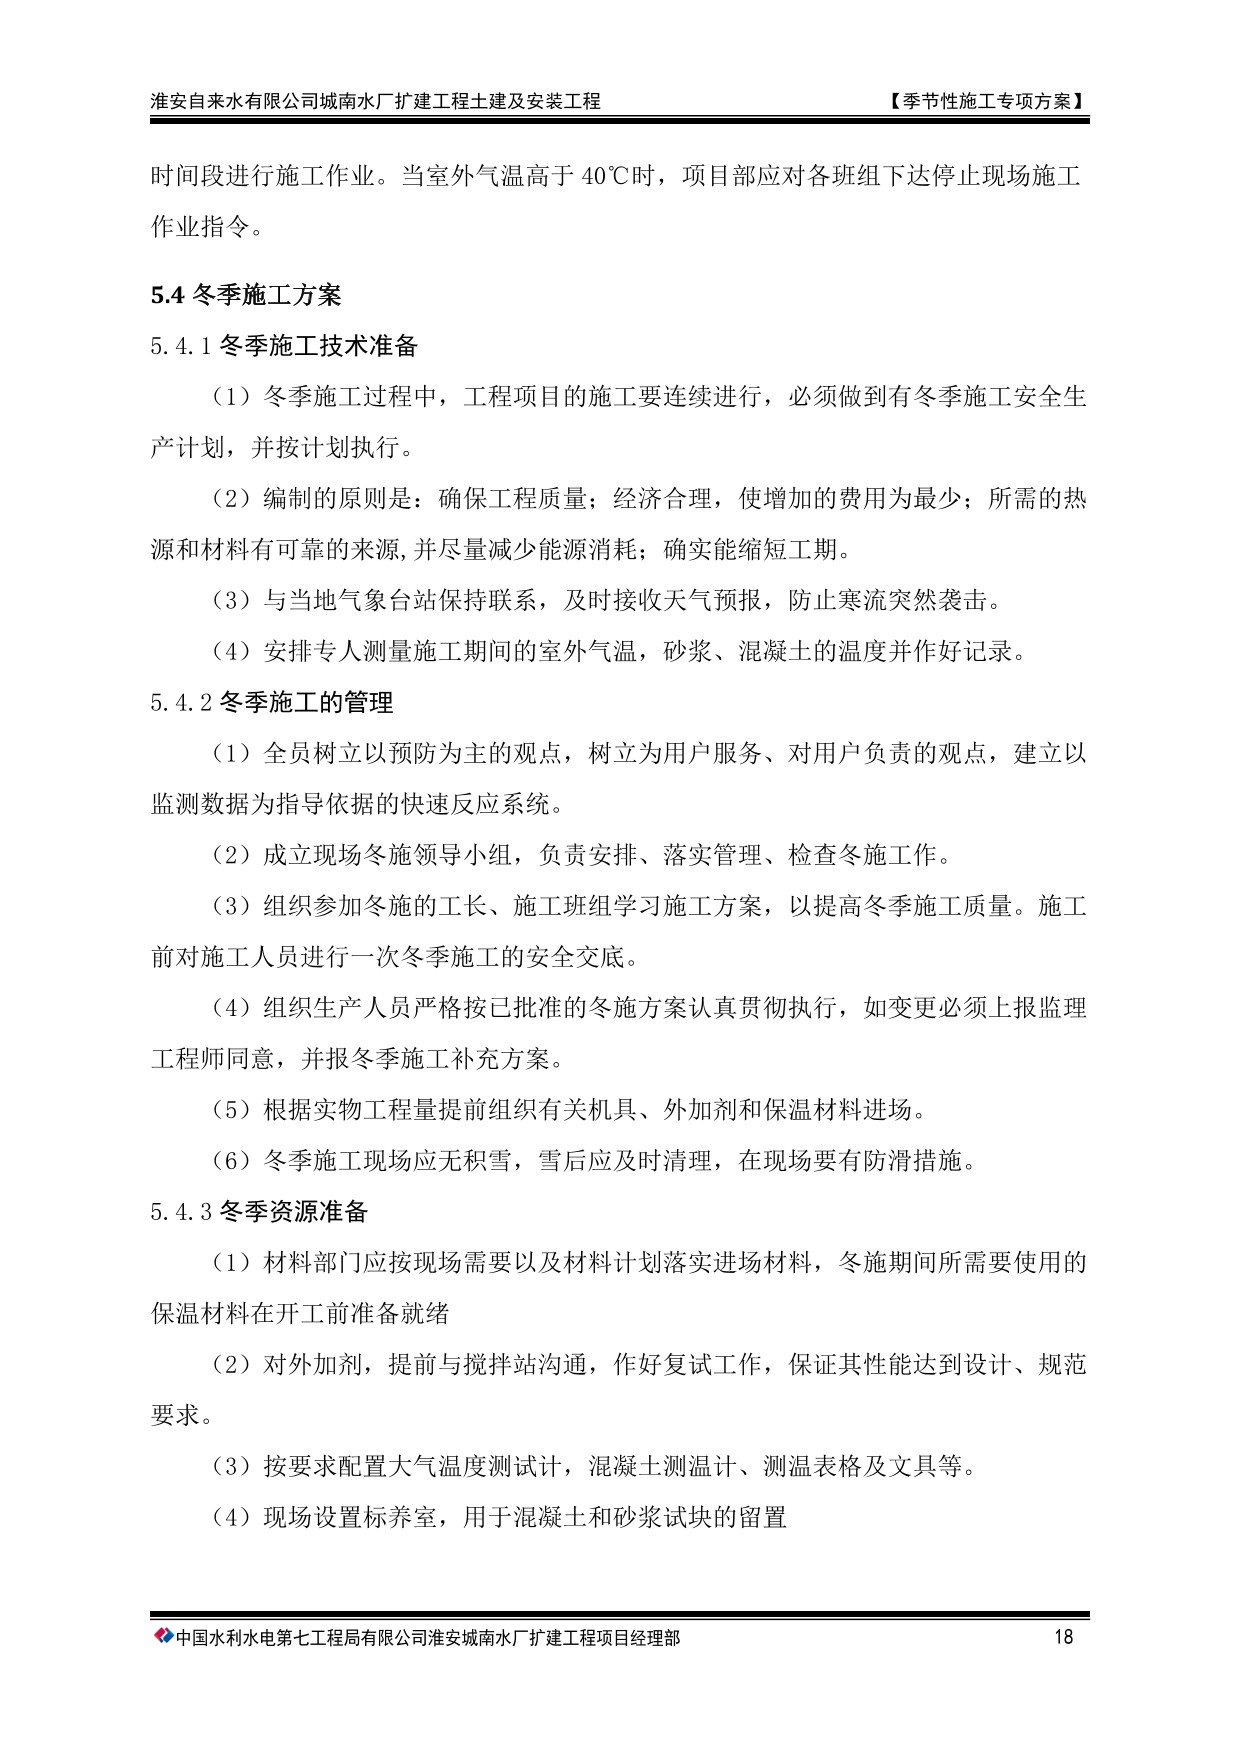 淮安自来水有限公司城南水厂扩建工程土建及安装工程 【季节性施工专项方案】
时间段进行施工作业。当室外气温高于 40℃时，项目部应对各班组下达停止现场施工
作业指令。
5.4 冬季施工方案
5.4.1 冬季施工技术准备
（1）冬季施工过程中，工程项目的施工要连续进行，必须做到有冬季施工安全生
产计划，并按计划执行。
（2）编制的原则是：确保工程质量；经济合理，使增加的费用为最少；所需的热
源和材料有可靠的来源,并尽量减少能源消耗；确实能缩短工期。
（3）与当地气象台站保持联系，及时接收天气预报，防止寒流突然袭击。
（4）安排专人测量施工期间的室外气温，砂浆、混凝土的温度并作好记录。
5.4.2 冬季施工的管理
（1）全员树立以预防为主的观点，树立为用户服务、对用户负责的观点，建立以
监测数据为指导依据的快速反应系统。
（2）成立现场冬施领导小组，负责安排、落实管理、检查冬施工作。
（3）组织参加冬施的工长、施工班组学习施工方案，以提高冬季施工质量。施工
前对施工人员进行一次冬季施工的安全交底。
（4）组织生产人员严格按已批准的冬施方案认真贯彻执行，如变更必须上报监理
工程师同意，并报冬季施工补充方案。
（5）根据实物工程量提前组织有关机具、外加剂和保温材料进场。
（6）冬季施工现场应无积雪，雪后应及时清理，在现场要有防滑措施。
5.4.3 冬季资源准备
（1）材料部门应按现场需要以及材料计划落实进场材料，冬施期间所需要使用的
保温材料在开工前准备就绪
（2）对外加剂，提前与搅拌站沟通，作好复试工作，保证其性能达到设计、规范
要求。
（3）按要求配置大气温度测试计，混凝土测温计、测温表格及文具等。
（4）现场设置标养室，用于混凝土和砂浆试块的留置
中国水利水电第七工程局有限公司淮安城南水厂扩建工程项目经理部 18